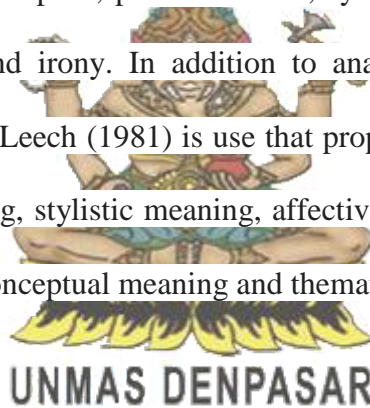 nd irony. In addition to ana
Leech (1981) is use that prop
g, stylistic meaning, affectiv
onceptual meaning and themat
UNMAS DENPASAR